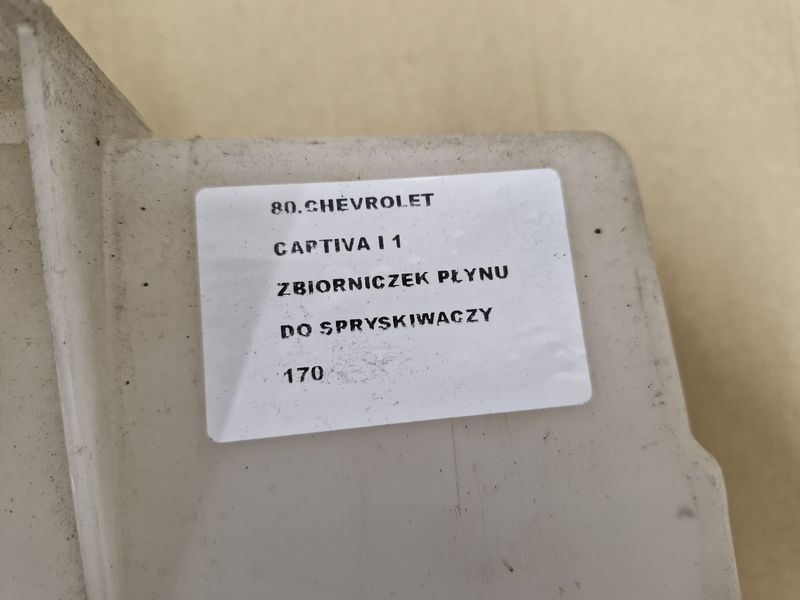 80.CHEVROLET
CAPTIVA I 1
ZBIORNICZEK PŁYNU
DO SPRYSKIWACZY
170